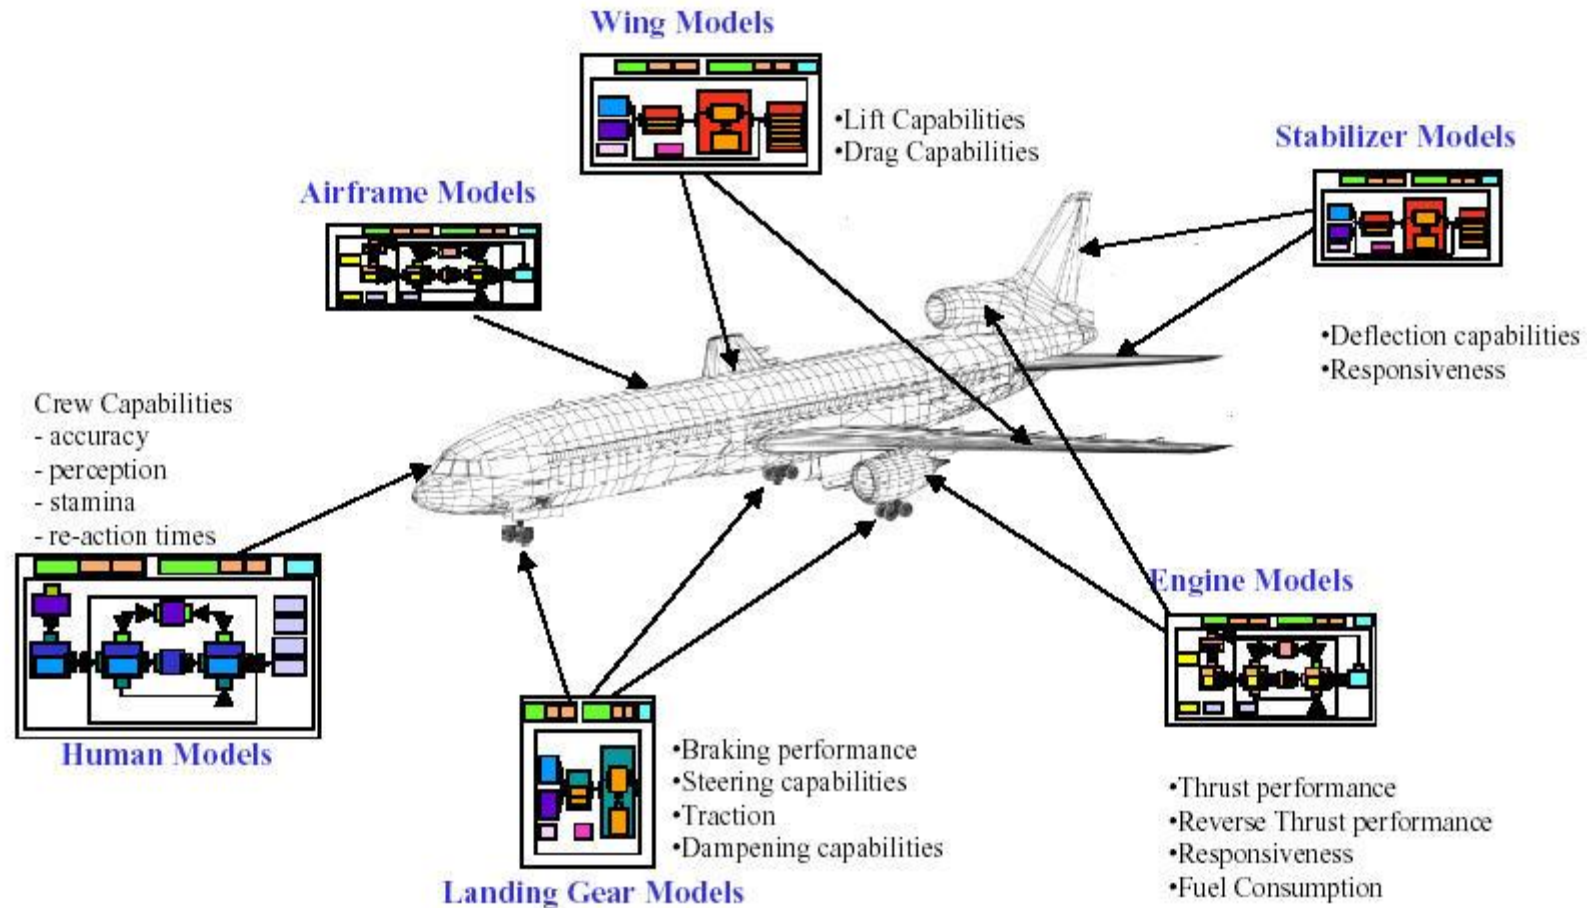 Wing Models
•Lift Capabilities
•Drag Capabilities
Stabilizer Models
•Deflection capabilities
•Responsiveness
Airframe Models
Crew Capabilities
- accuracy
- perception
- stamina
- re-action times
Human Models
Landing Gear Models
•Braking performance
•Steering capabilities
•Traction
•Dampening capabilities
Engine Models
•Thrust performance
•Reverse Thrust performance
•Responsiveness
•Fuel Consumption